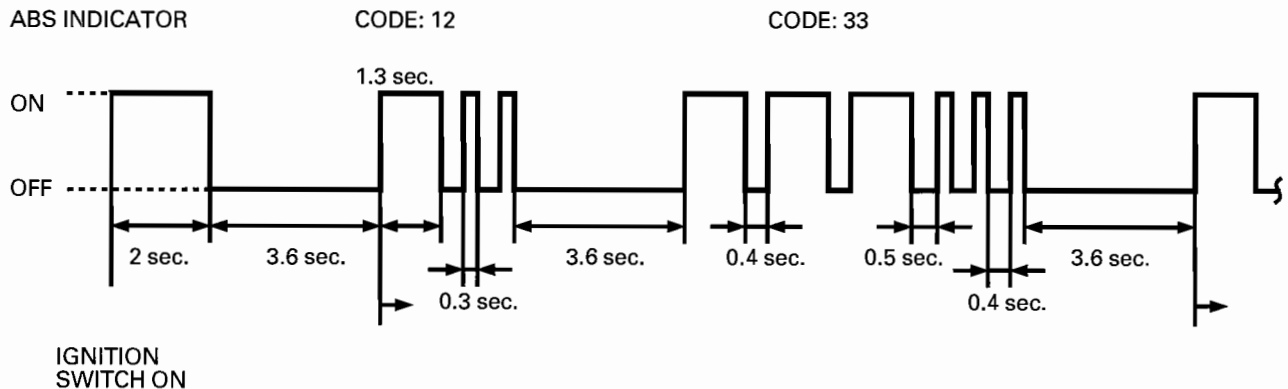 ABS INDICATOR
CODE: 12
CODE: 33
1.3 sec.
ON
OFF
2 sec.
3.6 sec.
0.3 sec.
3.6 sec.
0.4 sec.
0.5 sec.
0.4 sec.
3.6 sec.
IGNITION
SWITCH ON